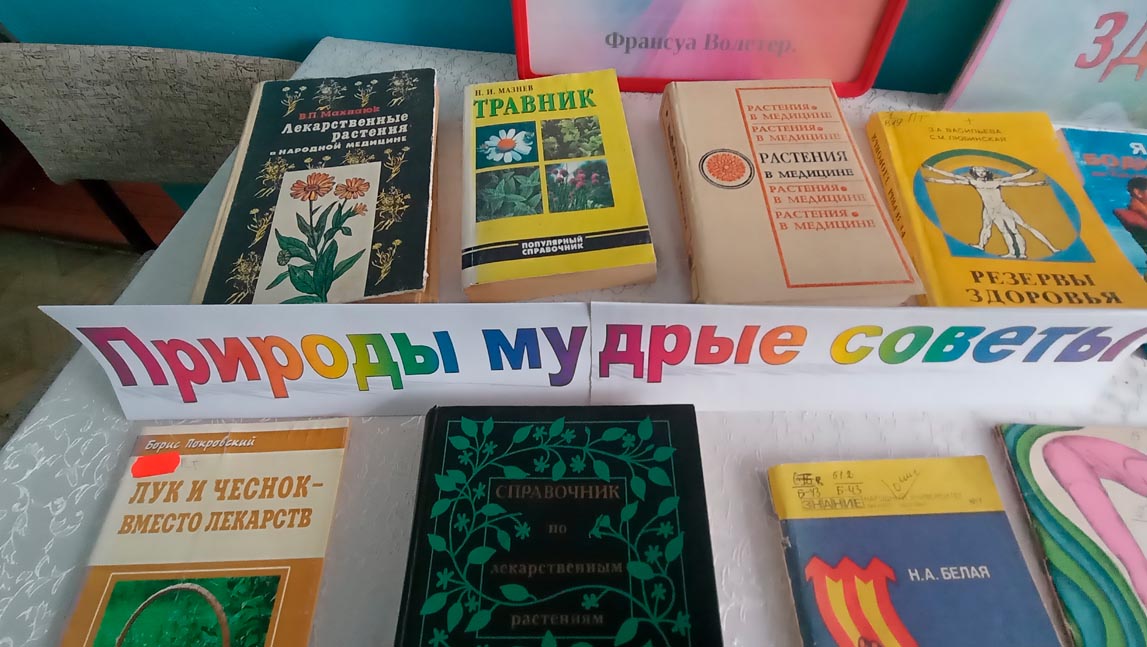 Франсуа Волетер.
ЗД
В.П. Махлаюк
Лекарственные
растения
в НАРОДНОЙ МЕДИЦИНЕ
Н. И. МАЗНЕВ
ТРАВНИК
ПОПУЛЯРНЫЙ
СПРАВОЧНИК
РАСТЕНИЯ
В МЕДИЦИНЕ
РАСТЕНИЯ
В МЕДИЦИНЕ
РАСТЕНИЯ
В МЕДИЦИНЕ
РАСТЕНИЯ
В МЕДИЦИНЕ
РАСТЕНИЯ
В МЕДИЦИНЕ
З.А. ВАСИЛЬЕВА
С.М. ЛЮБИНСКАЯ
РЕЗЕРВЫ
ЗДОРОВЬЯ
Природы мудрые советы
Борис Покровский
ЛУК И ЧЕСНОК-
ВМЕСТО ЛЕКАРСТВ
СПРАВОЧНИК
по
лекарственным
растениям
ЗНАНИЕ
Н.А. БЕЛАЯ